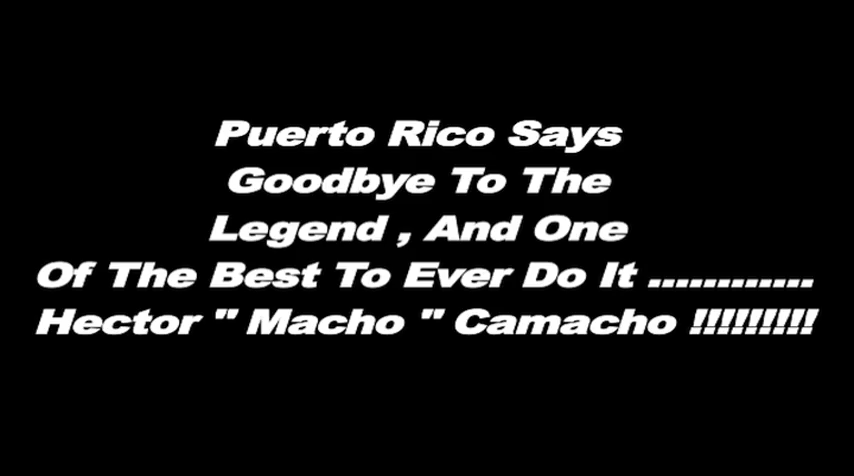 Puerto Rico Says
Goodbye To The
Legend , And One
Of The Best To Ever Do It ............
Hector " Macho " Camacho !!!!!!!!!